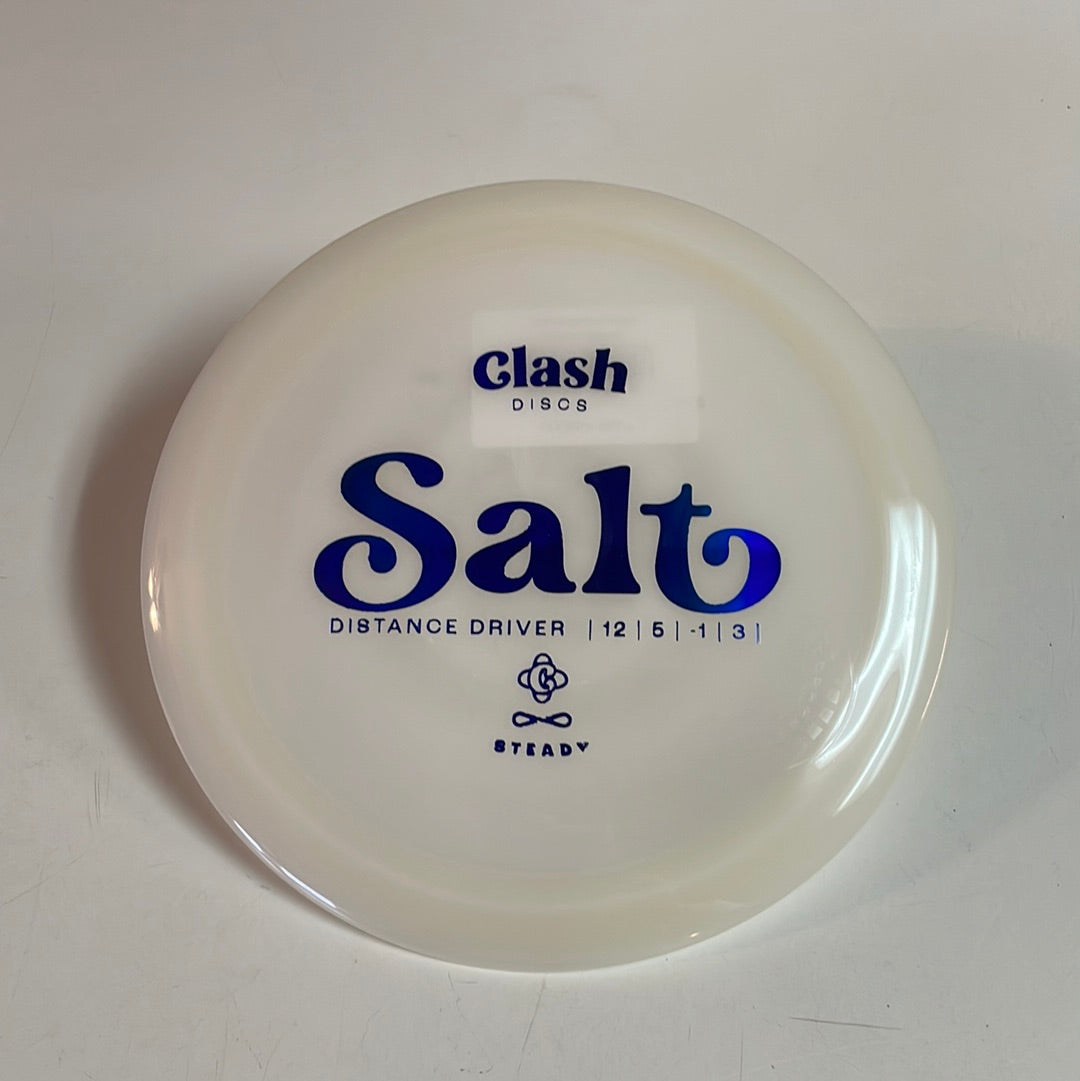 Clash
DISCS
Salt
DISTANCE DRIVER | 12 | 5 | -1 | 3 |
C
STEADY